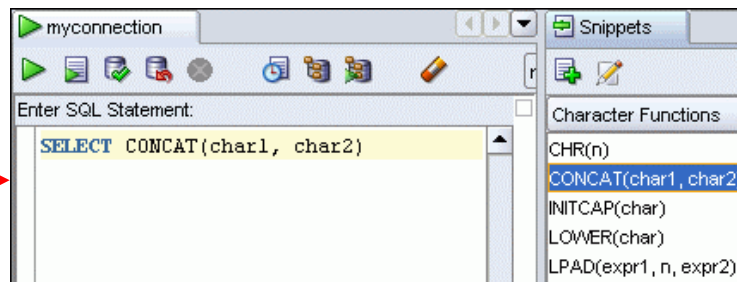 myconnection
Enter SQL Statement:
SELECT CONCAT(char1, char2)
Snippets
Character Functions
CHR(n)
CONCAT(char1, char2
INITCAP(char)
LOWER(char)
LPAD(expr1, n, expr2)